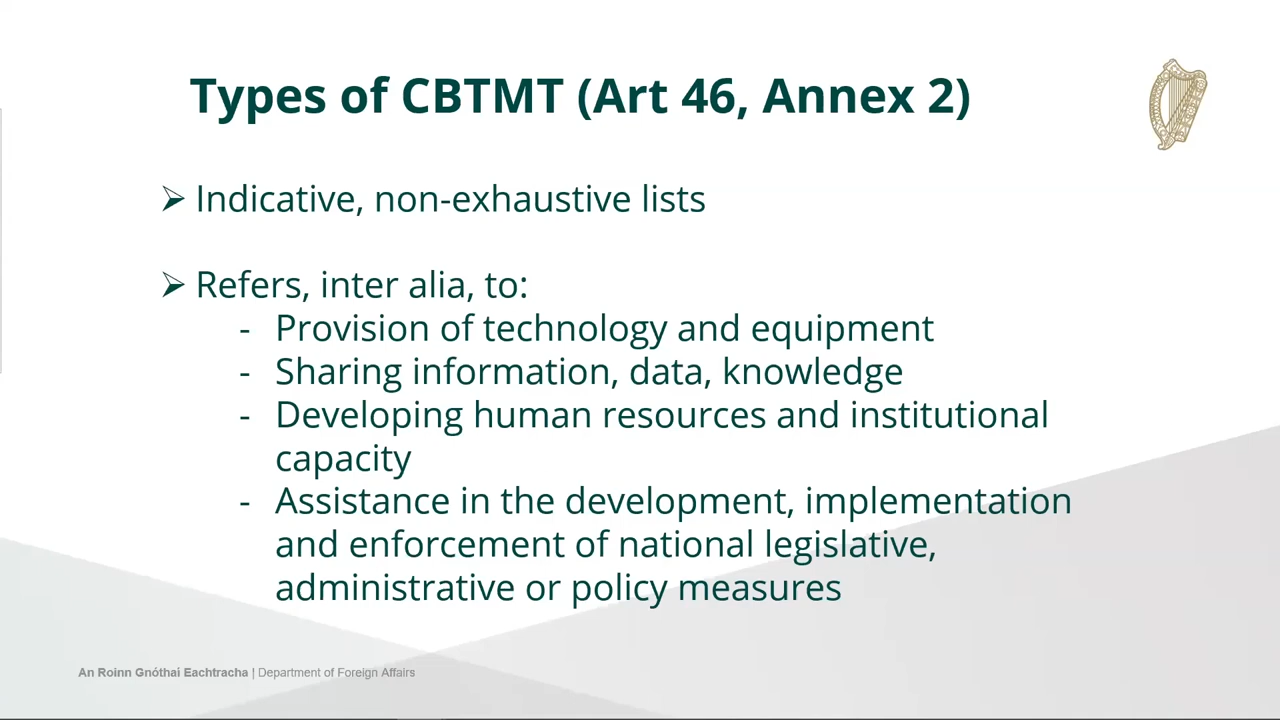 Types of CBTMT (Art 46, Annex 2)
➢ Indicative, non-exhaustive lists
➢ Refers, inter alia, to:
- Provision of technology and equipment
- Sharing information, data, knowledge
- Developing human resources and institutional
capacity
- Assistance in the development, implementation
and enforcement of national legislative,
administrative or policy measures
An Roinn Gnóthaí Eachtracha | Department of Foreign Affairs